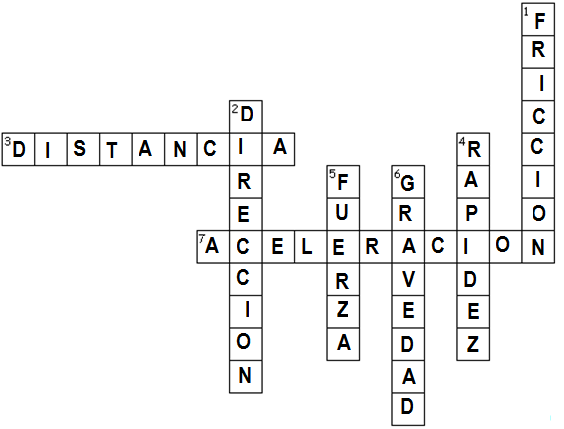 1 FRICCION
2 DIRECCION
3 DISTANCIA
4 RAPIDEZ
5 FUERZA
6 GRAVEDAD
7 ACELERACION